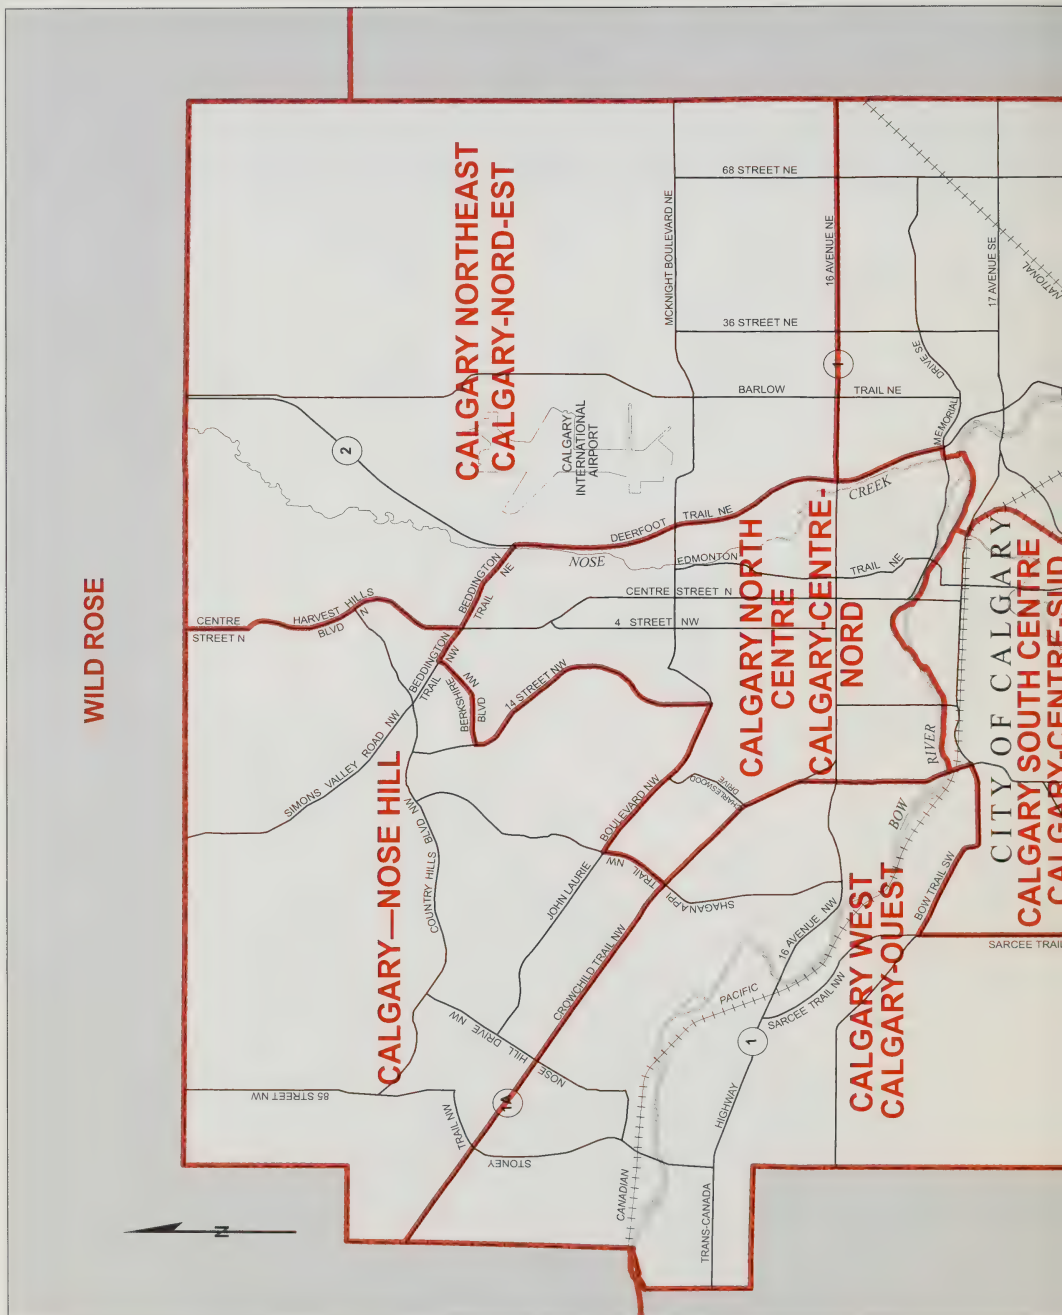 WILD ROSE
CALGARY NORTHEAST
CALGARY-NORD-EST
CALGARY—NOSE HILL
CALGARY NORTH
CENTRE
CALGARY-CENTRE-
NORD
CALGARY WEST
CALGARY-OUEST
CITY OF CALGARY
CALGARY SOUTH CENTRE
CALGARY-CENTRE-SUD
N
CENTRE
STREET N
HARVEST HILLS
BLVD N
BEDDINGTON
TRAIL NE
BEDDINGTON
TRAIL NW
BERKSHIRE
BLVD NW
14 STREET NW
SIMONS VALLEY ROAD NW
COUNTRY HILLS BLVD NW
85 STREET NW
NOSE HILL DRIVE NW
JOHN LAURIE BOULEVARD NW
CROWCHILD TRAIL NW
1A
STONEY TRAIL NW
SHAGANAPPI TRAIL NW
CHARLESWOOD
DRIVE
2
CALGARY
INTERNATIONAL
AIRPORT
DEERFOOT TRAIL NE
NOSE CREEK
EDMONTON TRAIL NE
CENTRE STREET N
4 STREET NW
MCKNIGHT BOULEVARD NE
68 STREET NE
36 STREET NE
BARLOW TRAIL NE
16 AVENUE NE
1
17 AVENUE SE
MEMORIAL DRIVE SE
NATIONAL
BOW RIVER
BOW TRAIL SW
SARCEE TRAIL
16 AVENUE NW
SARCEE TRAIL NW
CANADIAN PACIFIC
1
TRANS-CANADA HIGHWAY